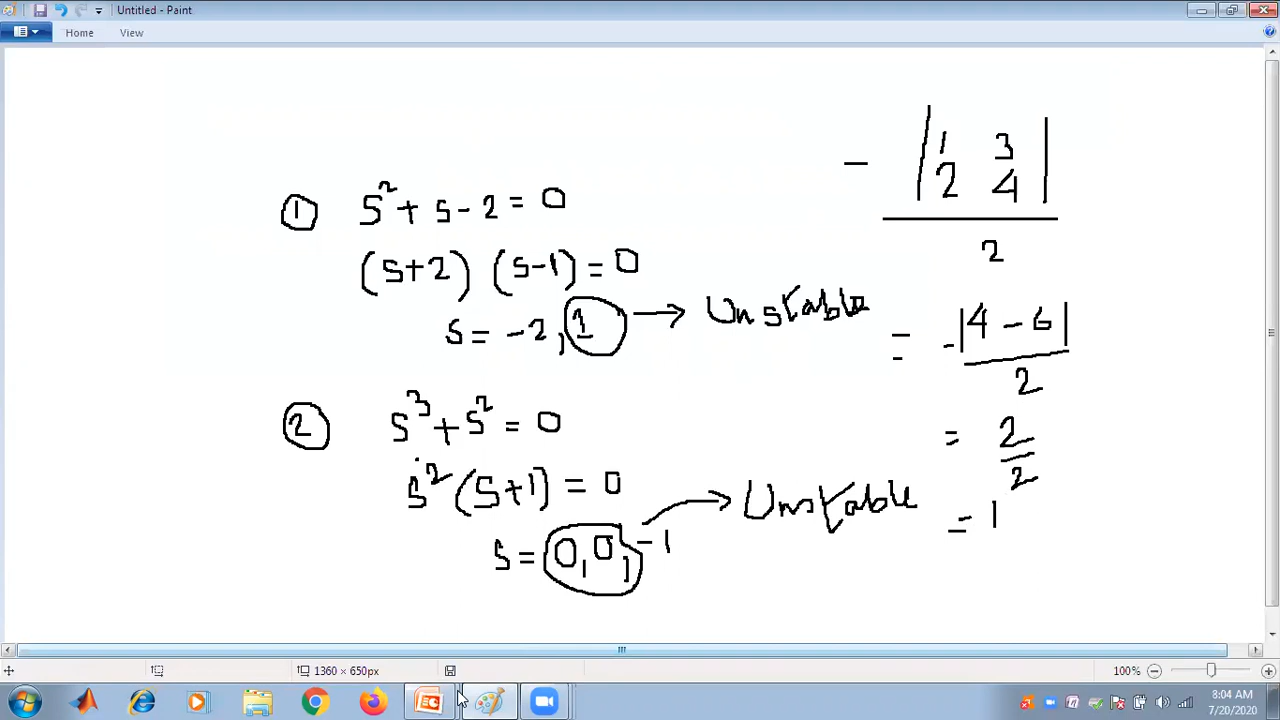 Untitled - Paint
Home View
① s² + s - 2 = 0
(s+2) (s-1) = 0
s = -2, 1 → Unstable
② s³ + s² = 0
s² (s+1) = 0
s = 0, 0, -1 → Unstable
- | 1 3 |
| 2 4 |
2
= -|4 - 6|
2
= 2
2
= 1
1360 × 650px
100%
8:04 AM
7/20/2020